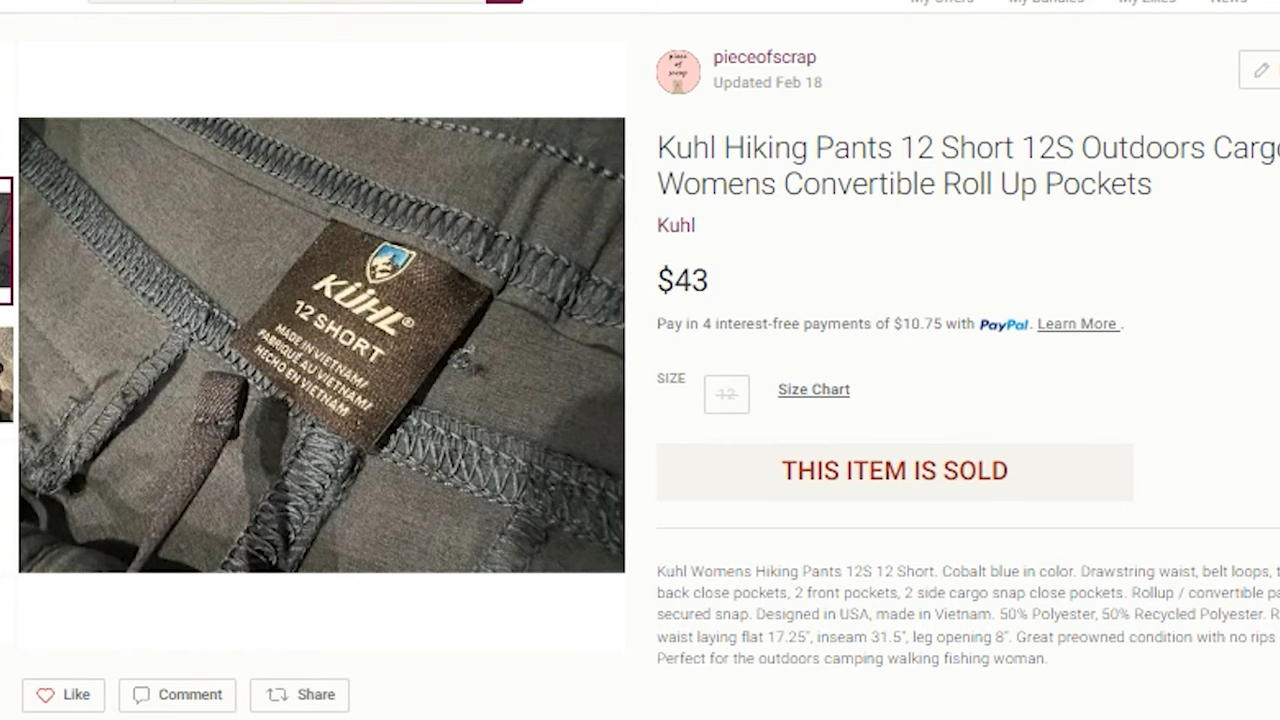 pieceofscrap
Updated Feb 18
Kuhl Hiking Pants 12 Short 12S Outdoors Carg
Womens Convertible Roll Up Pockets
Kuhl
$43
Pay in 4 interest-free payments of $10.75 with PayPal. Learn More .
SIZE
12
Size Chart
THIS ITEM IS SOLD
Kuhl Womens Hiking Pants 12S 12 Short. Cobalt blue in color. Drawstring waist, belt loops,
back close pockets, 2 front pockets, 2 side cargo snap close pockets. Rollup / convertible pa
secured snap. Designed in USA, made in Vietnam. 50% Polyester, 50% Recycled Polyester. R
waist laying flat 17.25", inseam 31.5", leg opening 8". Great preowned condition with no rips
Perfect for the outdoors camping walking fishing woman.
KÜHL®
12 SHORT
MADE IN VIETNAM/
FABRIQUÉ AU VIETNAM/
HECHO EN VIETNAM
Like
Comment
Share